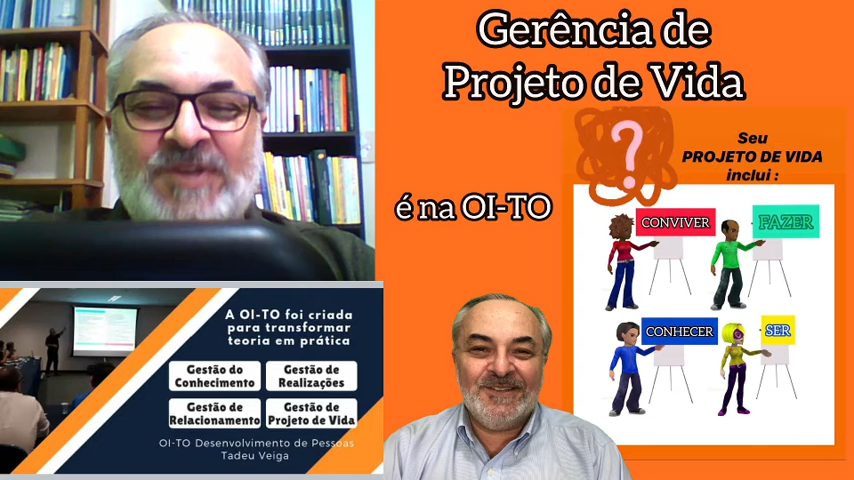 Gerência de
Projeto de Vida
?
Seu
PROJETO DE VIDA
inclui :
é na OI-TO
CONVIVER
FAZER
CONHECER
SER
A OI-TO foi criada
para transformar
teoria em prática
Gestão do
Conhecimento
Gestão de
Realizações
Gestão de
Relacionamento
Gestão de
Projeto de Vida
OI-TO Desenvolvimento de Pessoas
Tadeu Veiga